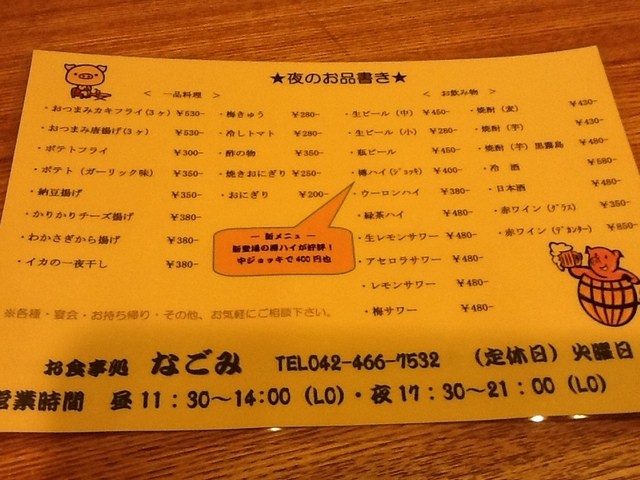 ★夜のお品書き★
＜ 一品料理 ＞
・おつまみカキフライ(3ヶ) ¥530-
・おつまみ唐揚げ(3ヶ) ¥530-
・ポテトフライ ¥300-
・ポテト（ガーリック味） ¥350-
・納豆揚げ ¥350-
・かりかりチーズ揚げ ¥380-
・わかさぎから揚げ ¥380-
・イカの一夜干し ¥380-
・梅きゅう ¥280-
・冷しトマト ¥280-
・酢の物 ¥350-
・焼きおにぎり ¥250-
・おにぎり ¥200-
＜ お飲み物 ＞
・生ビール（中） ¥450-
・生ビール（小） ¥280-
・瓶ビール ¥450-
・樽ハイ(ｼﾞｮｯｷ) ¥400-
・ウーロンハイ ¥380-
・緑茶ハイ ¥480-
・生レモンサワー ¥480-
・アセロラサワー ¥480-
・レモンサワー ¥480-
・梅サワー ¥480-
・焼酎（麦） ¥430-
・焼酎（芋） ¥430-
・焼酎（芋）黒霧島 ¥480-
・冷 酒 ¥580-
・日本酒 ¥480-
・赤ワイン（ｸﾞﾗｽ） ¥350-
・赤ワイン（ﾃﾞｶﾝﾀｰ） ¥850-
― 新メニュー ―
新登場の樽ハイが好評！
中ジョッキで400円也
※各種・宴会・お持ち帰り・その他、お気軽にご相談下さい。
お食事処 なごみ TEL042-466-7532 （定休日）火曜日
営業時間 昼11：30～14:00（LO）・夜17：30～21：00（LO）